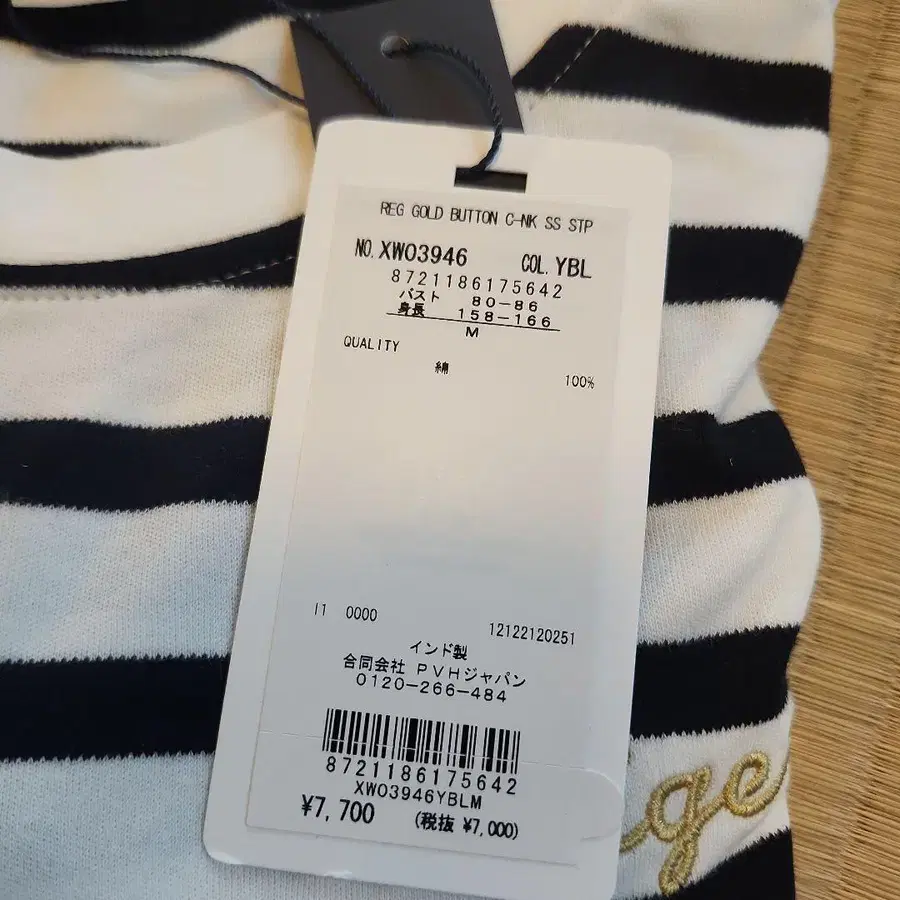 REG GOLD BUTTON C-NK SS STP
NO. XW03946 COL. YBL
8721186175642
バスト 80-86
身長 158-166
M
QUALITY
綿 100%
11 0000
12122120251
インド製
合同会社 PVHジャパン
0120-266-484
8721186175642
XW03946YBLM
¥7,700 (税抜 ¥7,000)
ge